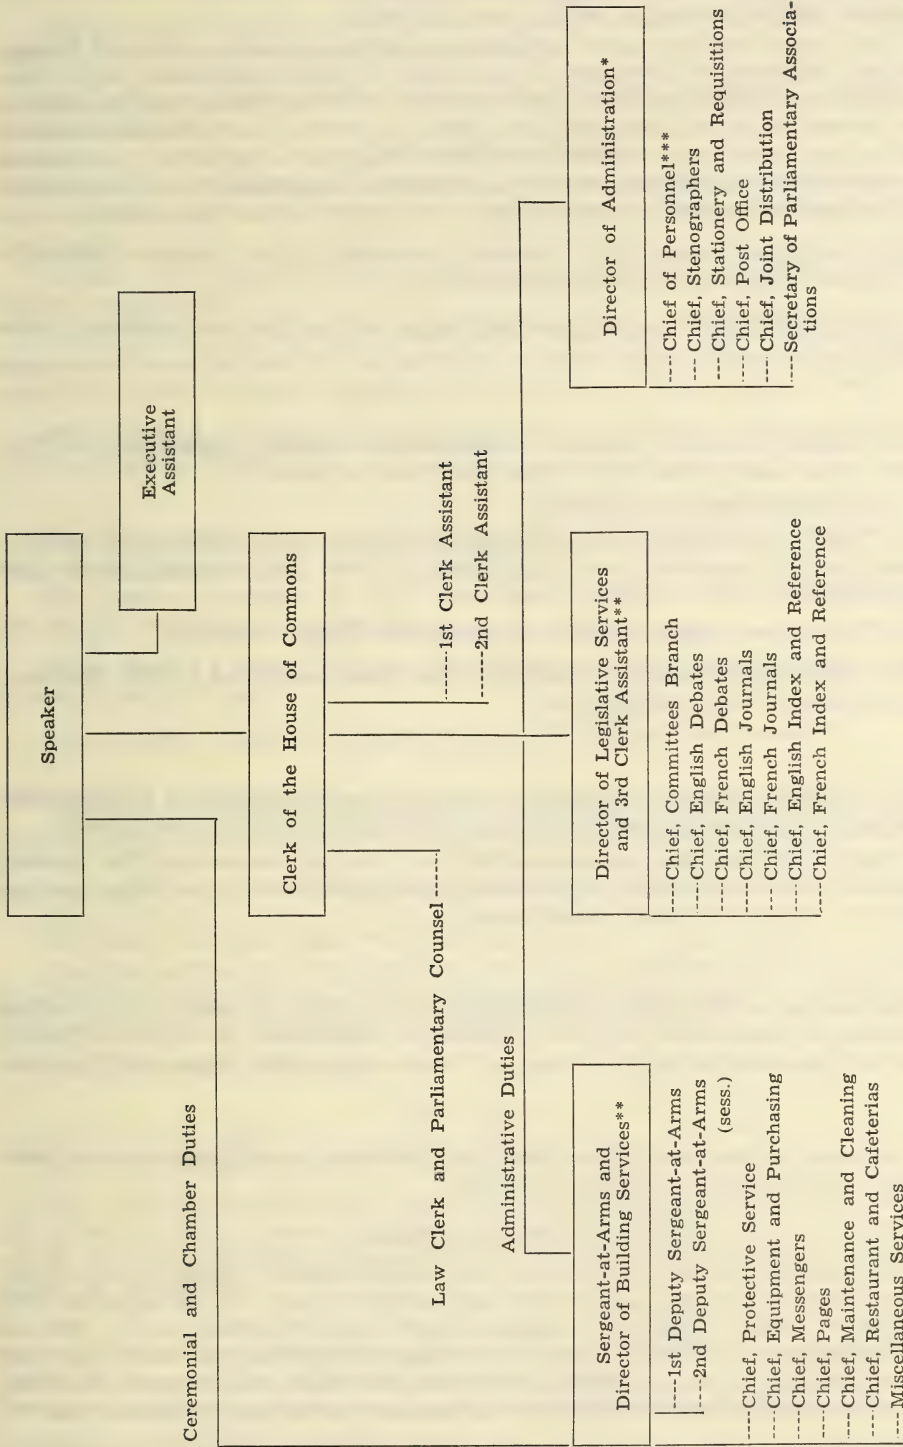 Speaker
Executive
Assistant
Ceremonial and Chamber Duties
Clerk of the House of Commons
-----1st Clerk Assistant
-----2nd Clerk Assistant
Law Clerk and Parliamentary Counsel -----
Administrative Duties
Sergeant-at-Arms and
Director of Building Services**
----1st Deputy Sergeant-at-Arms
----2nd Deputy Sergeant-at-Arms
(sess.)
----Chief, Protective Service
----Chief, Equipment and Purchasing
----Chief, Messengers
----Chief, Pages
----Chief, Maintenance and Cleaning
----Chief, Restaurant and Cafeterias
----Miscellaneous Services
Director of Legislative Services
and 3rd Clerk Assistant**
----Chief, Committees Branch
----Chief, English Debates
----Chief, French Debates
----Chief, English Journals
----Chief, French Journals
----Chief, English Index and Reference
----Chief, French Index and Reference
Director of Administration*
----Chief of Personnel***
----Chief, Stenographers
----Chief, Stationery and Requisitions
----Chief, Post Office
----Chief, Joint Distribution
----Secretary of Parliamentary Associa-
tions